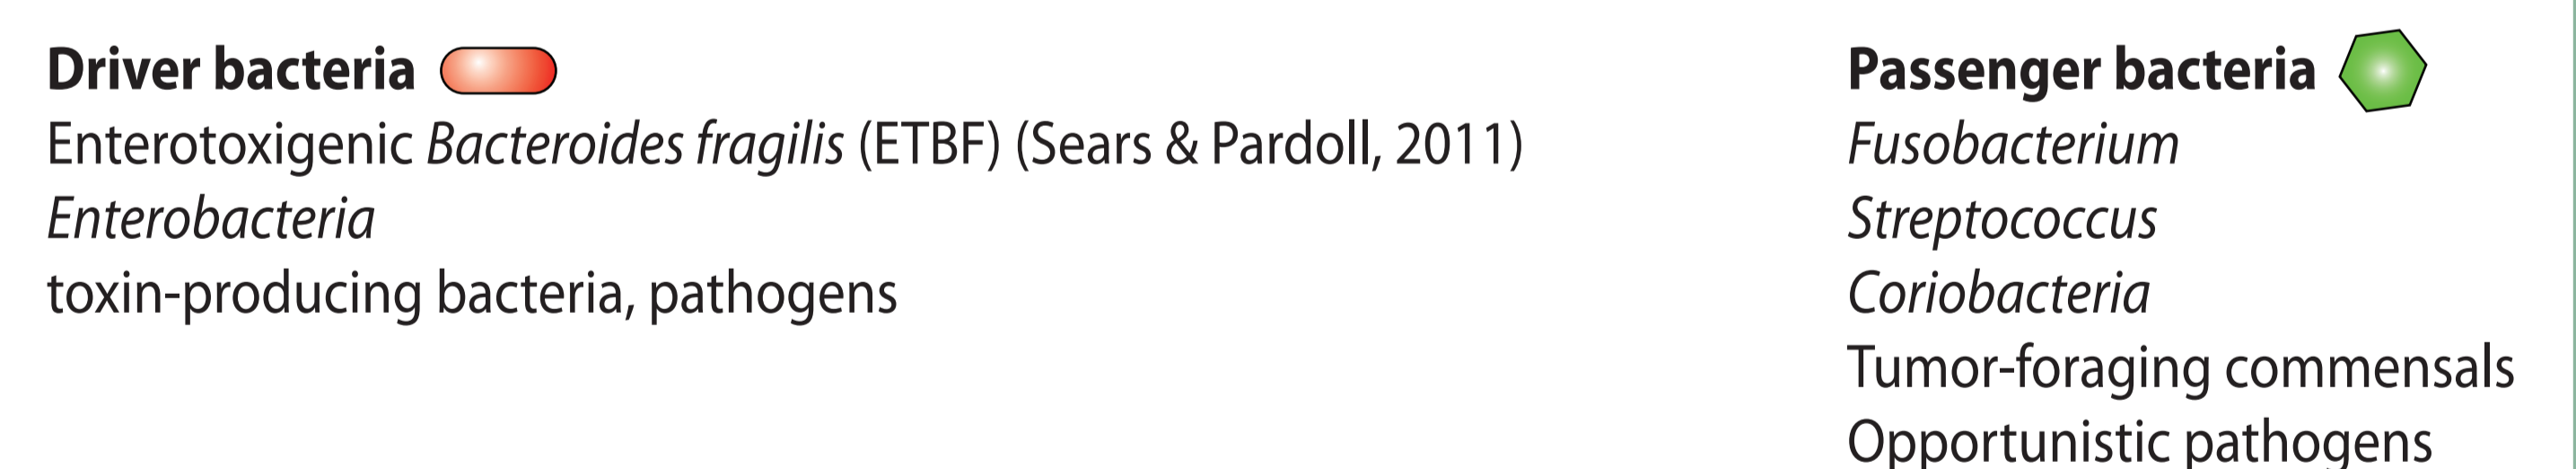 Driver bacteria
Enterotoxigenic Bacteroides fragilis (ETBF) (Sears & Pardoll, 2011)
Enterobacteria
toxin-producing bacteria, pathogens
Passenger bacteria
Fusobacterium
Streptococcus
Coriobacteria
Tumor-foraging commensals
Opportunistic pathogens